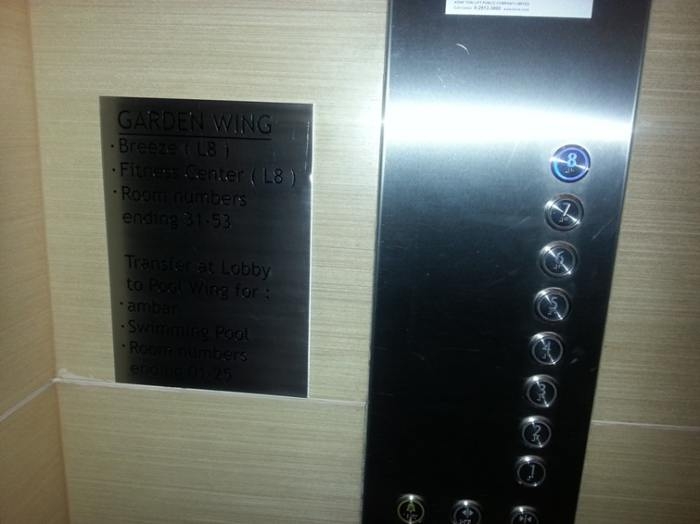 GARDEN WING
· Breeze ( L8 )
· Fitness Center ( L8 )
· Room numbers
ending 31-53
Transfer at Lobby
to Pool Wing for :
· ambar
· Swimming Pool
· Room numbers
ending 01-25
8
7
6
5
4
3
2
1